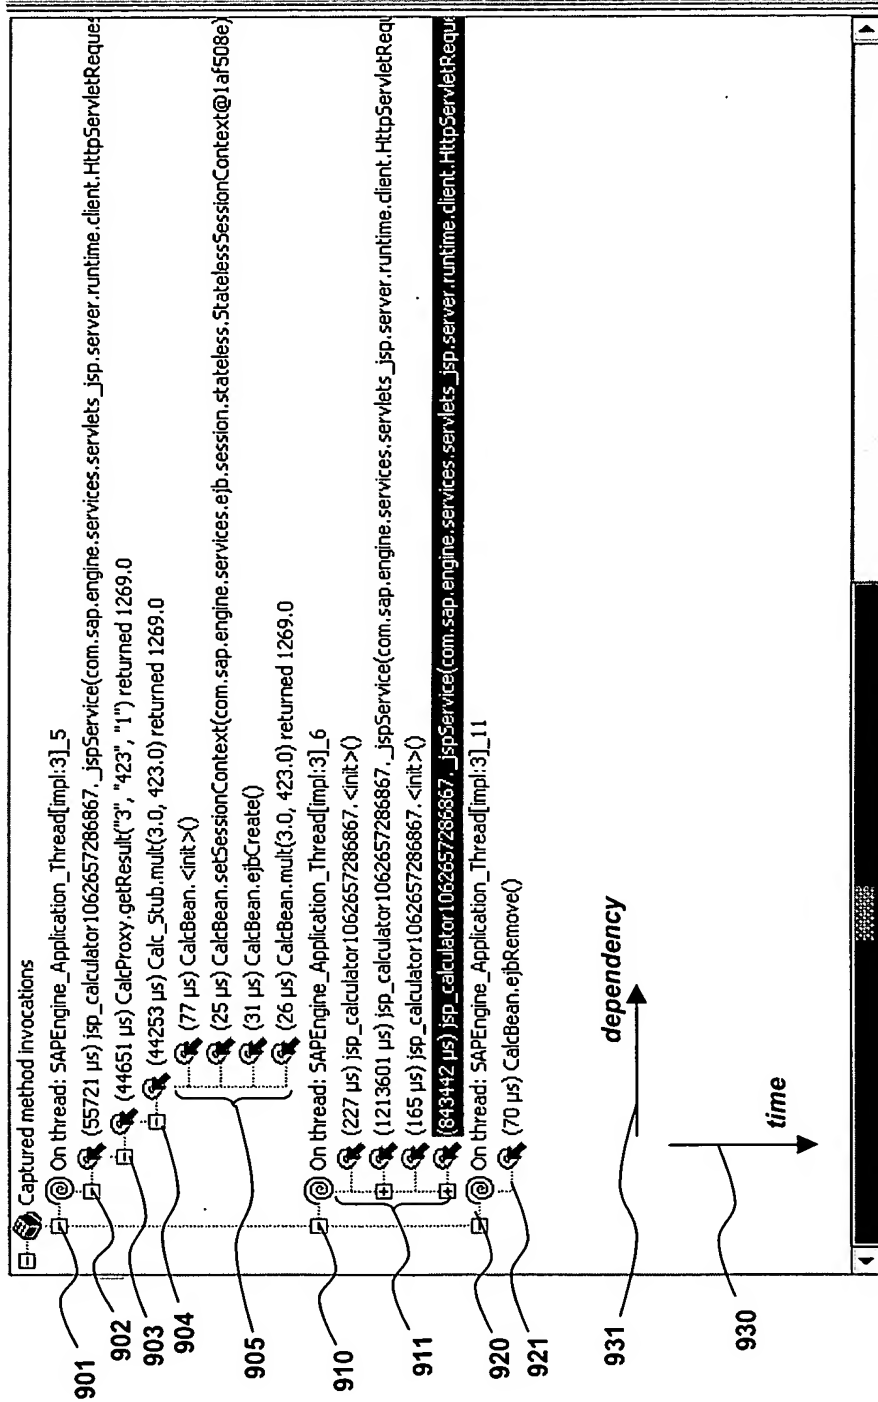 Captured method invocations
On thread: SAPEngine_Application_Thread[impl:3]_5
(55721 µs) jsp_calculator1062657286867._jspService(com.sap.engine.services.servlets_jsp.server.runtime.client.HttpServletReques
(44651 µs) CalcProxy.getResult("3", "423", "1") returned 1269.0
(44253 µs) Calc_Stub.mult(3.0, 423.0) returned 1269.0
(77 µs) CalcBean.<init>()
(25 µs) CalcBean.setSessionContext(com.sap.engine.services.ejb.session.stateless.StatelessSessionContext@1af508e)
(31 µs) CalcBean.ejbCreate()
(26 µs) CalcBean.mult(3.0, 423.0) returned 1269.0
On thread: SAPEngine_Application_Thread[impl:3]_6
(227 µs) jsp_calculator1062657286867.<init>()
(1213601 µs) jsp_calculator1062657286867._jspService(com.sap.engine.services.servlets_jsp.server.runtime.client.HttpServletRequ
(165 µs) jsp_calculator1062657286867.<init>()
(843442 µs) jsp_calculator1062657286867._jspService(com.sap.engine.services.servlets_jsp.server.runtime.client.HttpServletReque
On thread: SAPEngine_Application_Thread[impl:3]_11
(70 µs) CalcBean.ejbRemove()
dependency
time
901
902
903
904
905
910
911
920
921
931
930